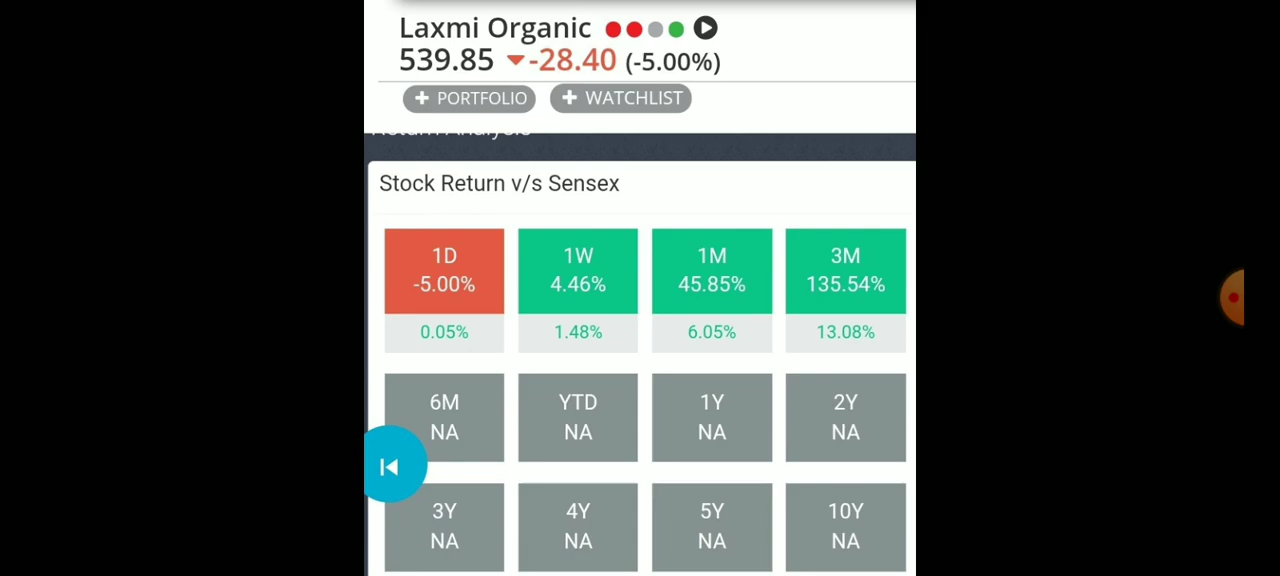 Laxmi Organic
539.85 -28.40 (-5.00%)
+ PORTFOLIO + WATCHLIST
Return Analysis
Stock Return v/s Sensex
1D 1W 1M 3M
-5.00% 4.46% 45.85% 135.54%
0.05% 1.48% 6.05% 13.08%
6M YTD 1Y 2Y
NA NA NA NA
3Y 4Y 5Y 10Y
NA NA NA NA